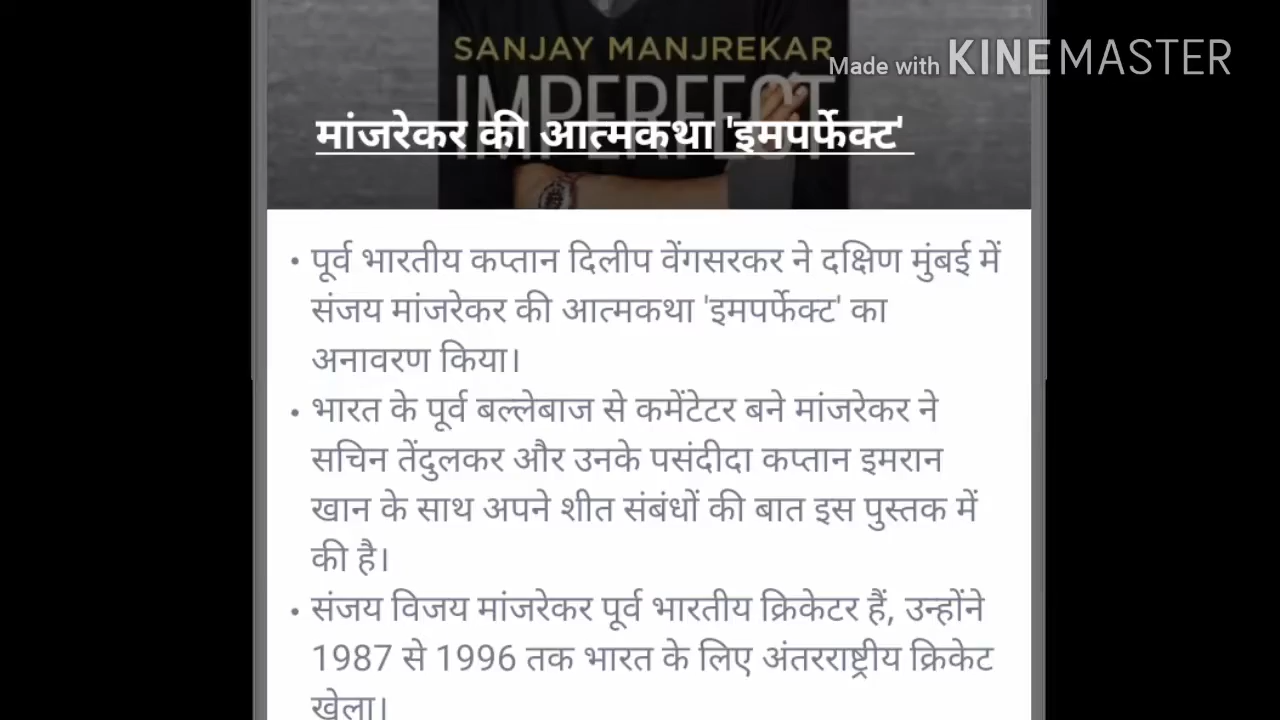 SANJAY MANJREKAR
Made with KINEMASTER
IMPERFECT
मांजरेकर की आत्मकथा 'इमपर्फेक्ट'
• पूर्व भारतीय कप्तान दिलीप वेंगसरकर ने दक्षिण मुंबई में
संजय मांजरेकर की आत्मकथा 'इमपर्फेक्ट' का
अनावरण किया।
• भारत के पूर्व बल्लेबाज से कमेंटेटर बने मांजरेकर ने
सचिन तेंदुलकर और उनके पसंदीदा कप्तान इमरान
खान के साथ अपने शीत संबंधों की बात इस पुस्तक में
की है।
• संजय विजय मांजरेकर पूर्व भारतीय क्रिकेटर हैं, उन्होंने
1987 से 1996 तक भारत के लिए अंतरराष्ट्रीय क्रिकेट
खेला।